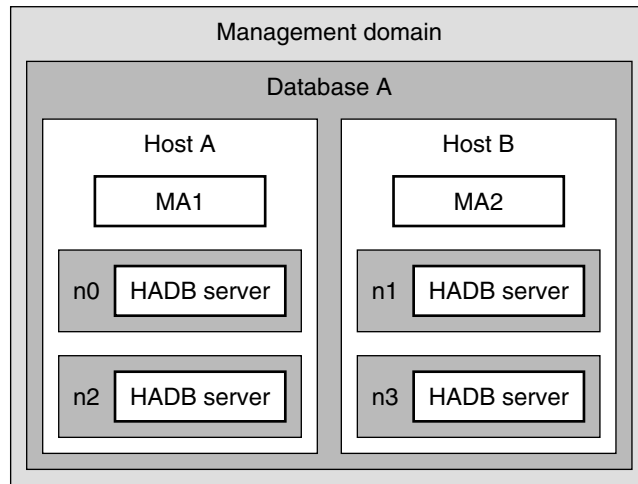 Management domain
Database A
Host A
MA1
n0 HADB server
n2 HADB server
Host B
MA2
n1 HADB server
n3 HADB server